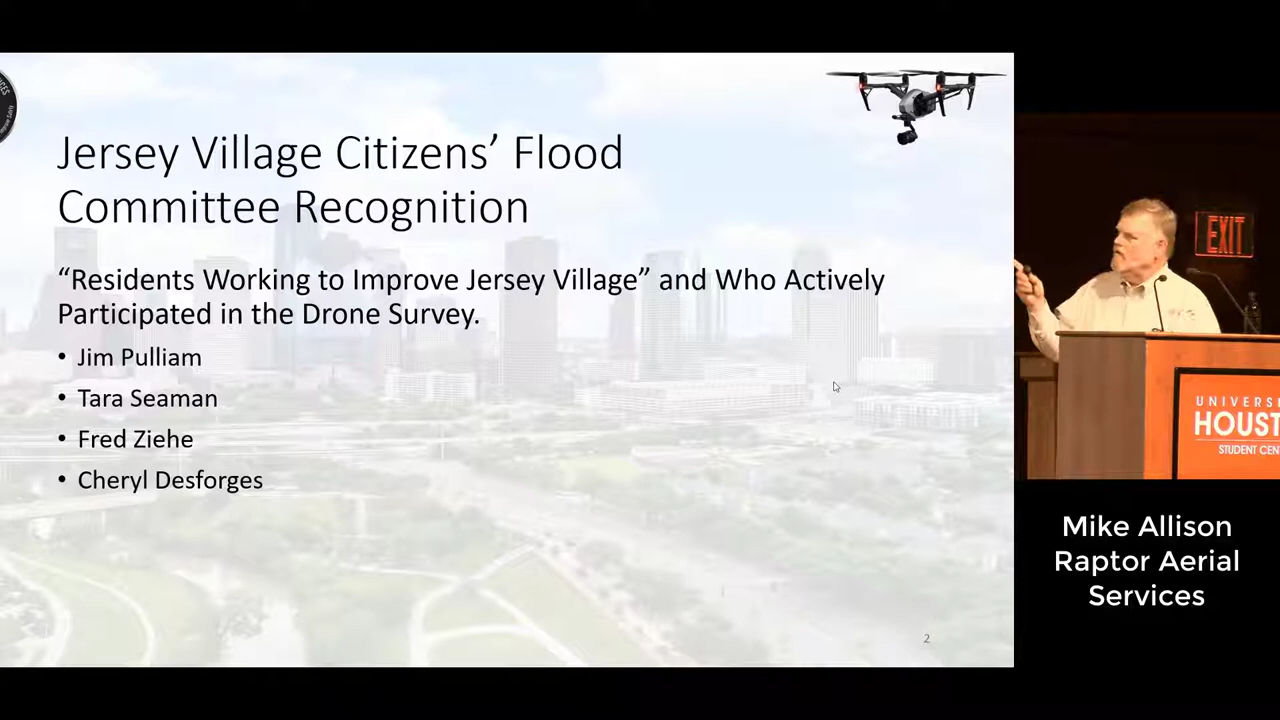 Jersey Village Citizens’ Flood
Committee Recognition
“Residents Working to Improve Jersey Village” and Who Actively
Participated in the Drone Survey.
• Jim Pulliam
• Tara Seaman
• Fred Ziehe
• Cheryl Desforges
2
EXIT
HOUST
STUDENT CEN
Mike Allison
Raptor Aerial
Services